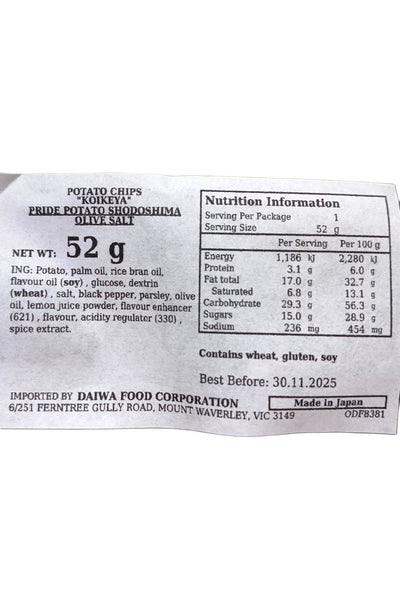 POTATO CHIPS
"KOIKEYA"
PRIDE POTATO SHODOSHIMA
OLIVE SALT
NET WT: 52 g
ING: Potato, palm oil, rice bran oil,
flavour oil (soy) , glucose, dextrin
(wheat) , salt, black pepper, parsley, olive
oil, lemon juice powder, flavour enhancer
(621) , flavour, acidity regulator (330) ,
spice extract.
Nutrition Information
Serving Per Package 1
Serving Size 52 g
Per Serving Per 100 g
Energy 1,186 kJ 2,280 kJ
Protein 3.1 g 6.0 g
Fat total 17.0 g 32.7 g
Saturated 6.8 g 13.1 g
Carbohydrate 29.3 g 56.3 g
Sugars 15.0 g 28.9 g
Sodium 236 mg 454 mg
Contains wheat, gluten, soy
Best Before: 30.11.2025
IMPORTED BY DAIWA FOOD CORPORATION
6/251 FERNTREE GULLY ROAD, MOUNT WAVERLEY, VIC 3149
Made in Japan
ODF8381